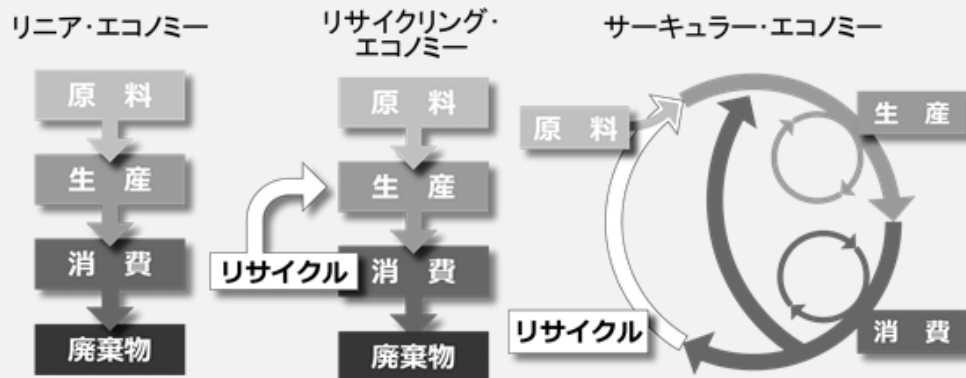 リニア・エコノミー
原 料
生 産
消 費
廃棄物
リサイクリング・
エコノミー
原 料
生 産
リサイクル
消 費
廃棄物
サーキュラー・エコノミー
原 料
生 産
リサイクル
消 費